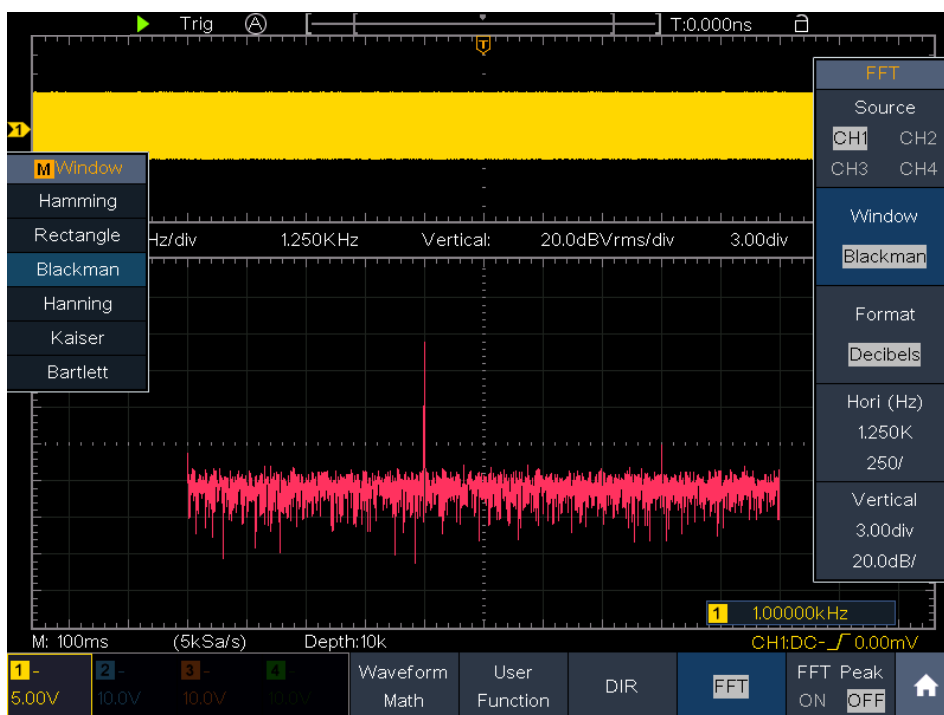 Trig A T:0.000ns
T
1
FFT
Source
CH1 CH2
CH3 CH4
Window
Blackman
Format
Decibels
Hori (Hz)
1.250K
250/
Vertical
3.00div
20.0dB/
M Window
Hamming
Rectangle
Blackman
Hanning
Kaiser
Bartlett
Hz/div 1.250KHz Vertical: 20.0dBVrms/div 3.00div
1 1.00000kHz
M: 100ms (5kSa/s) Depth:10k CH1:DC- 0.00mV
1 - 2 - 3 - 4 -
5.00V 10.0V 10.0V 10.0V
Waveform
Math
User
Function
DIR
FFT
FFT Peak
ON OFF